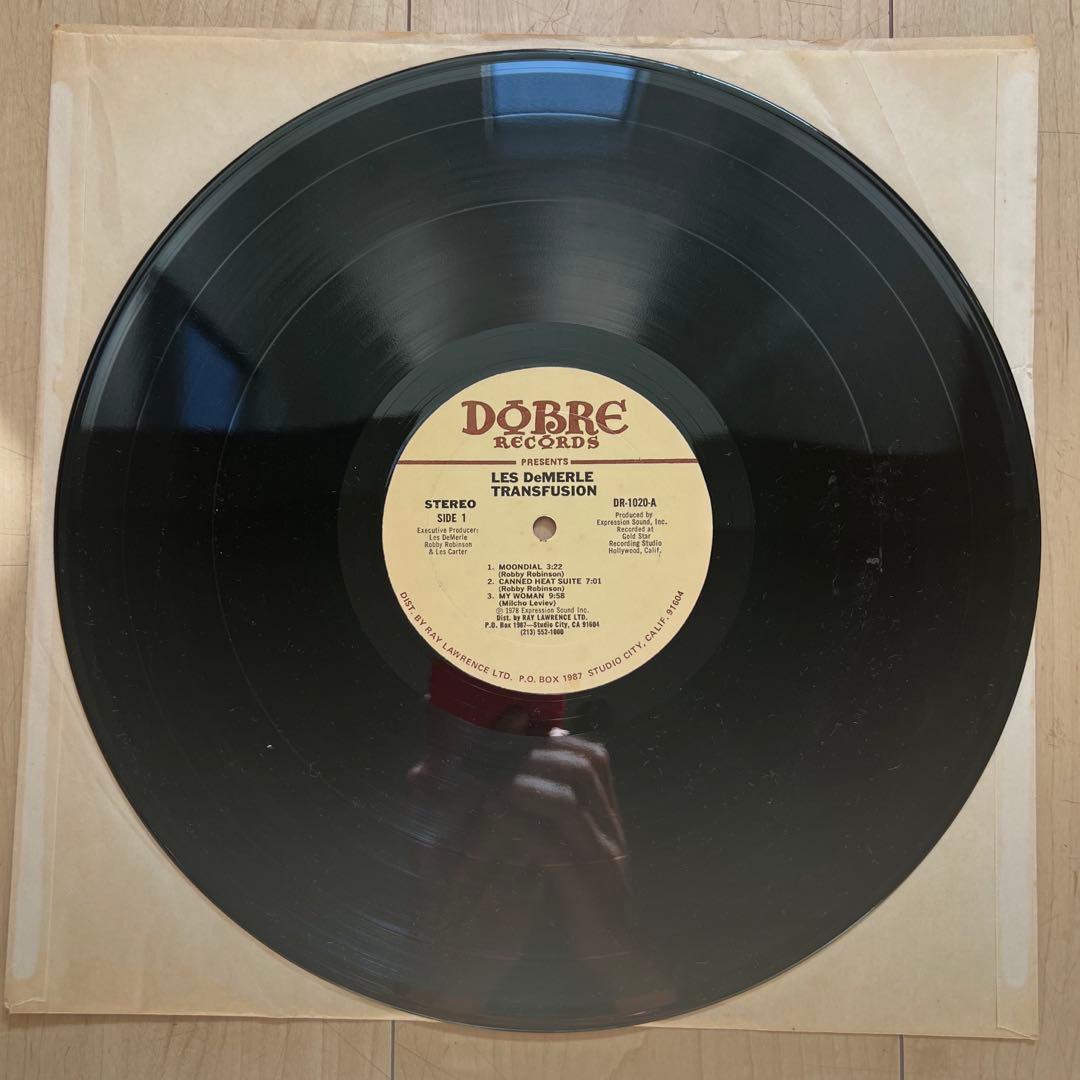 DOBRE
RECORDS
PRESENTS
LES DeMERLE
TRANSFUSION
STEREO
SIDE 1
Executive Producer:
Les DeMerle
Robby Robinson
& Les Carter
DR-1020-A
Produced by
Expression Sound, Inc.
Recorded at
Gold Star
Recording Studio
Hollywood, Calif.
1. MOONDIAL 3:22
(Robby Robinson)
2. CANNED HEAT SUITE 7:01
(Robby Robinson)
3. MY WOMAN 9:58
(Milcho Leviev)
℗ 1978 Expression Sound Inc.
Dist. by RAY LAWRENCE LTD.
P.O. Box 1987—Studio City, CA 91604
(213) 552-1000
DIST. BY RAY LAWRENCE LTD. P.O. BOX 1987 STUDIO CITY, CALIF. 91604